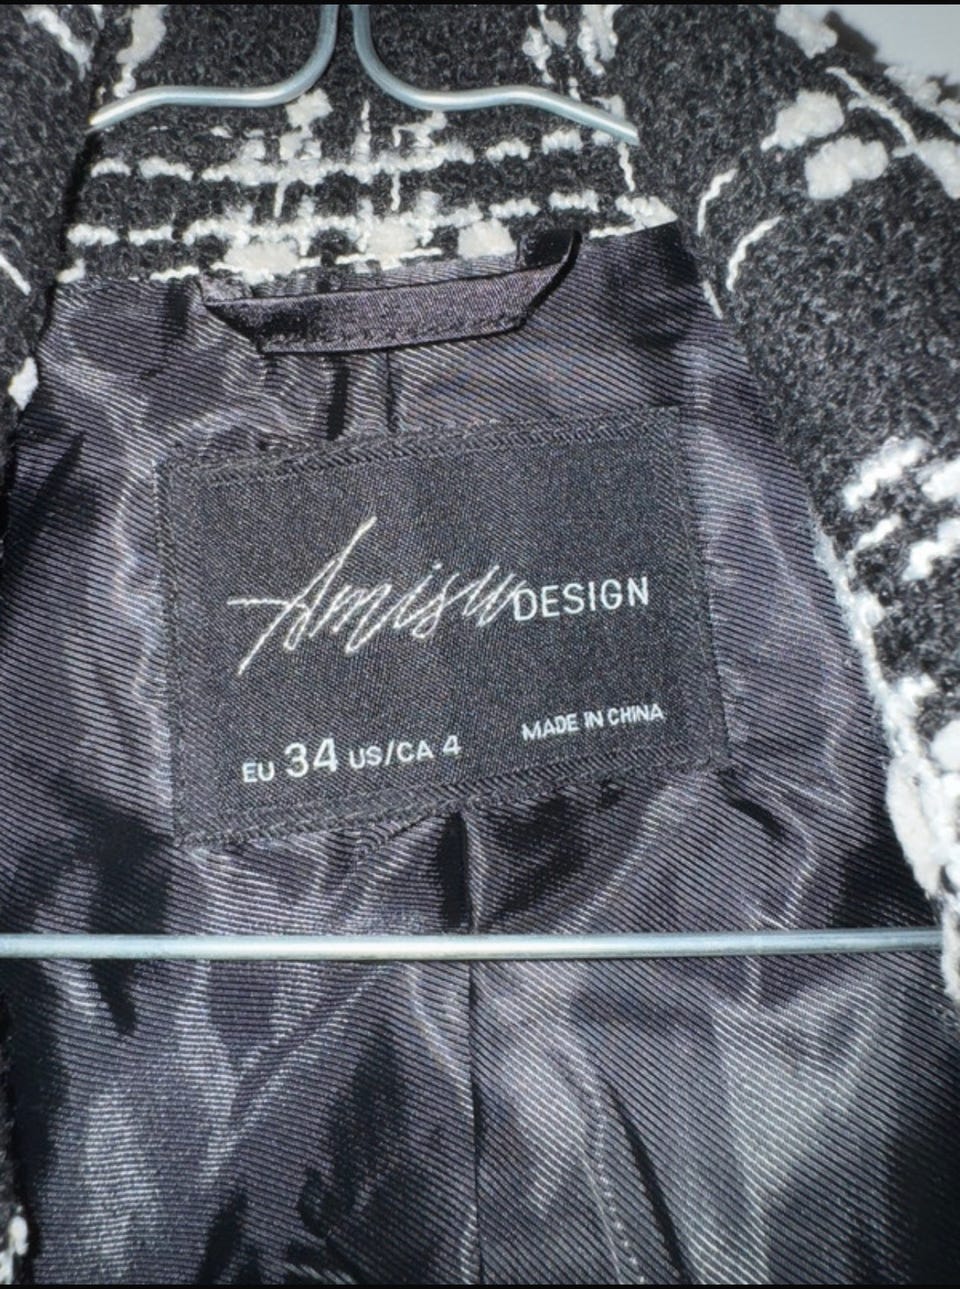 Amisu DESIGN
EU 34 US/CA 4 MADE IN CHINA